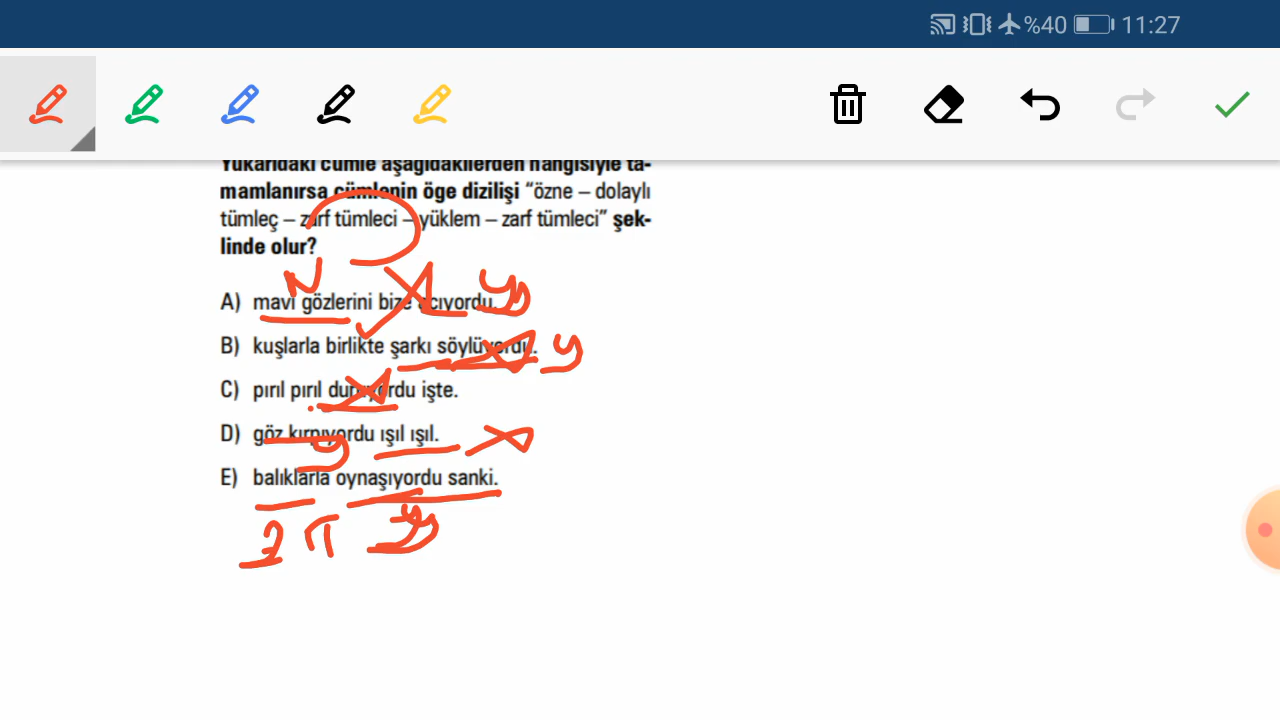 %40 11:27
Yukarıdaki cümle aşağıdakilerden hangisiyle ta-
mamlanırsa cümlenin öge dizilişi "özne – dolaylı
tümleç – zarf tümleci – yüklem – zarf tümleci" şek-
linde olur?
N
A) mavi gözlerini bize açıyordu.
B) kuşlarla birlikte şarkı söylüyordu. y
C) pırıl pırıl duruyordu işte.
D) göz kırpıyordu ışıl ışıl.
y
E) balıklarla oynaşıyordu sanki.